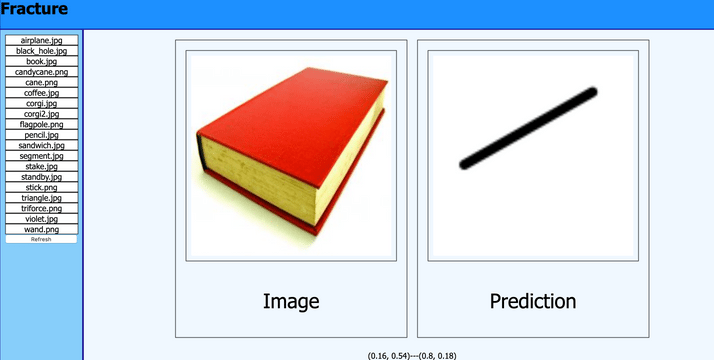 Fracture
airplane.jpg
black_hole.jpg
book.jpg
candycane.png
cane.png
coffee.jpg
corgi.jpg
corgi2.jpg
flagpole.png
pencil.jpg
sandwich.jpg
segment.jpg
stake.jpg
standby.jpg
stick.png
triangle.jpg
triforce.png
violet.jpg
wand.png
Refresh
Image
Prediction
(0.16, 0.54)---(0.8, 0.18)